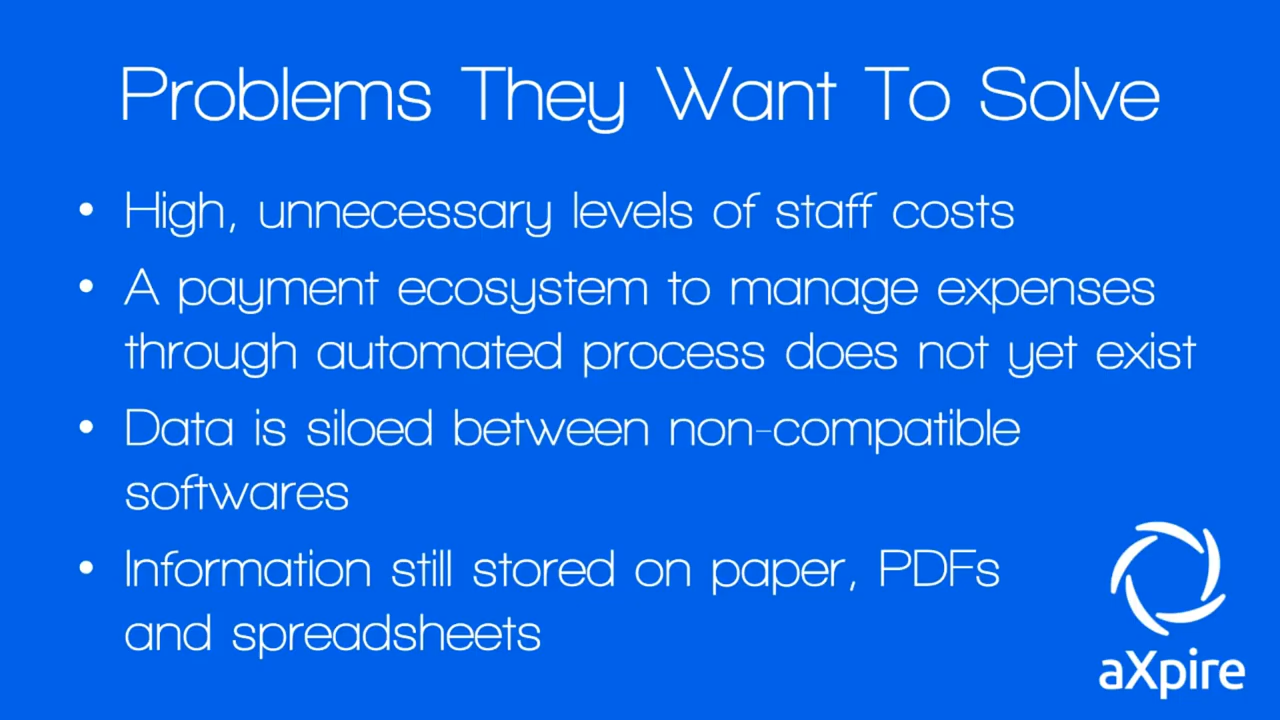 Problems They Want To Solve
• High, unnecessary levels of staff costs
• A payment ecosystem to manage expenses
through automated process does not yet exist
• Data is siloed between non-compatible
softwares
• Information still stored on paper, PDFs
and spreadsheets
aXpire